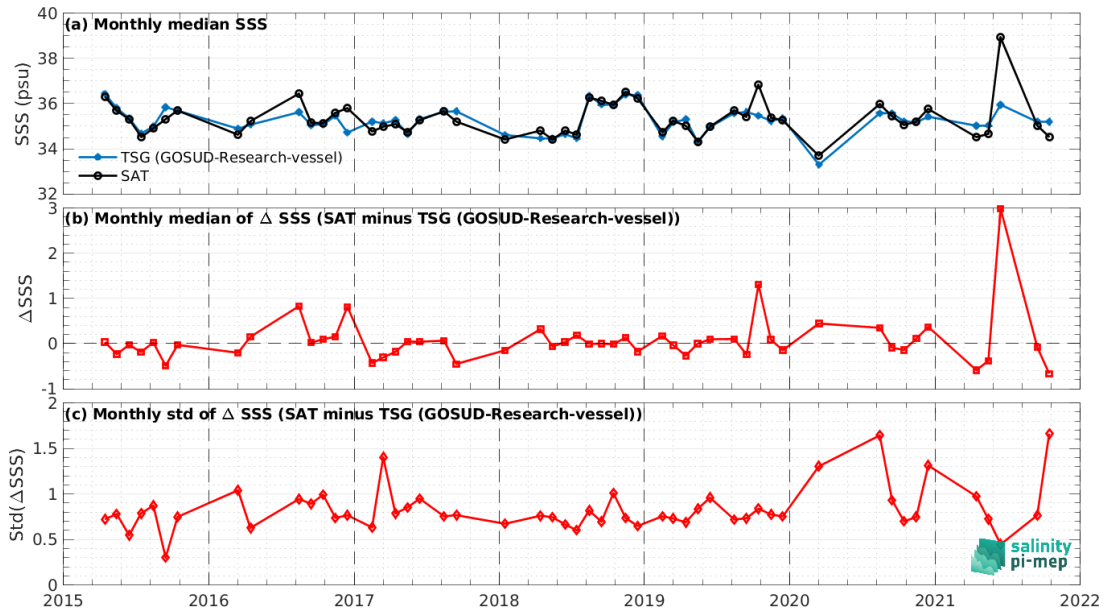 (a) Monthly median SSS
40
38
36
34
32
SSS (psu)
TSG (GOSUD-Research-vessel)
SAT
(b) Monthly median of Δ SSS (SAT minus TSG (GOSUD-Research-vessel))
3
2
1
0
-1
ΔSSS
(c) Monthly std of Δ SSS (SAT minus TSG (GOSUD-Research-vessel))
2
1.5
1
0.5
0
Std(ΔSSS)
salinity
pi-mep
2015 2016 2017 2018 2019 2020 2021 2022